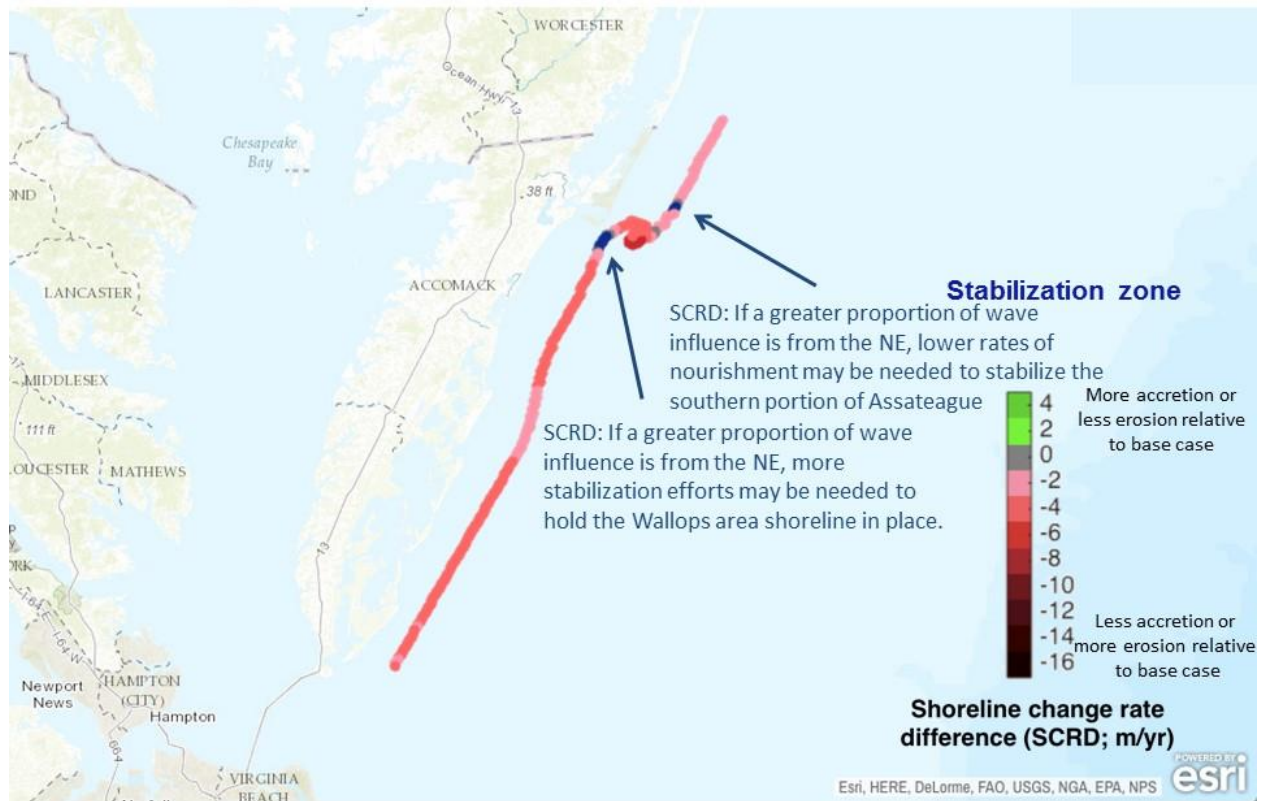 WORCESTER
Ocean Hwy 13
Chesapeake
Bay
OND
38 ft
ACCOMACK
LANCASTER
Stabilization zone
SCRD: If a greater proportion of wave
influence is from the NE, lower rates of
nourishment may be needed to stabilize the
southern portion of Assateague
17
MIDDLESEX
111 ft
OUCESTER
MATHEWS
SCRD: If a greater proportion of wave
influence is from the NE, more
stabilization efforts may be needed to
hold the Wallops area shoreline in place.
4
2
0
-2
-4
-6
-8
-10
-12
-14
-16
More accretion or
less erosion relative
to base case
Less accretion or
more erosion relative
to base case
13
P
ORK
I-64 E
I-64 W
Newport
News
HAMPTON
(CITY)
Hampton
664
VIRGINIA
BEACH
Shoreline change rate
difference (SCRD; m/yr)
POWERED BY
esri
Esri, HERE, DeLorme, FAO, USGS, NGA, EPA, NPS